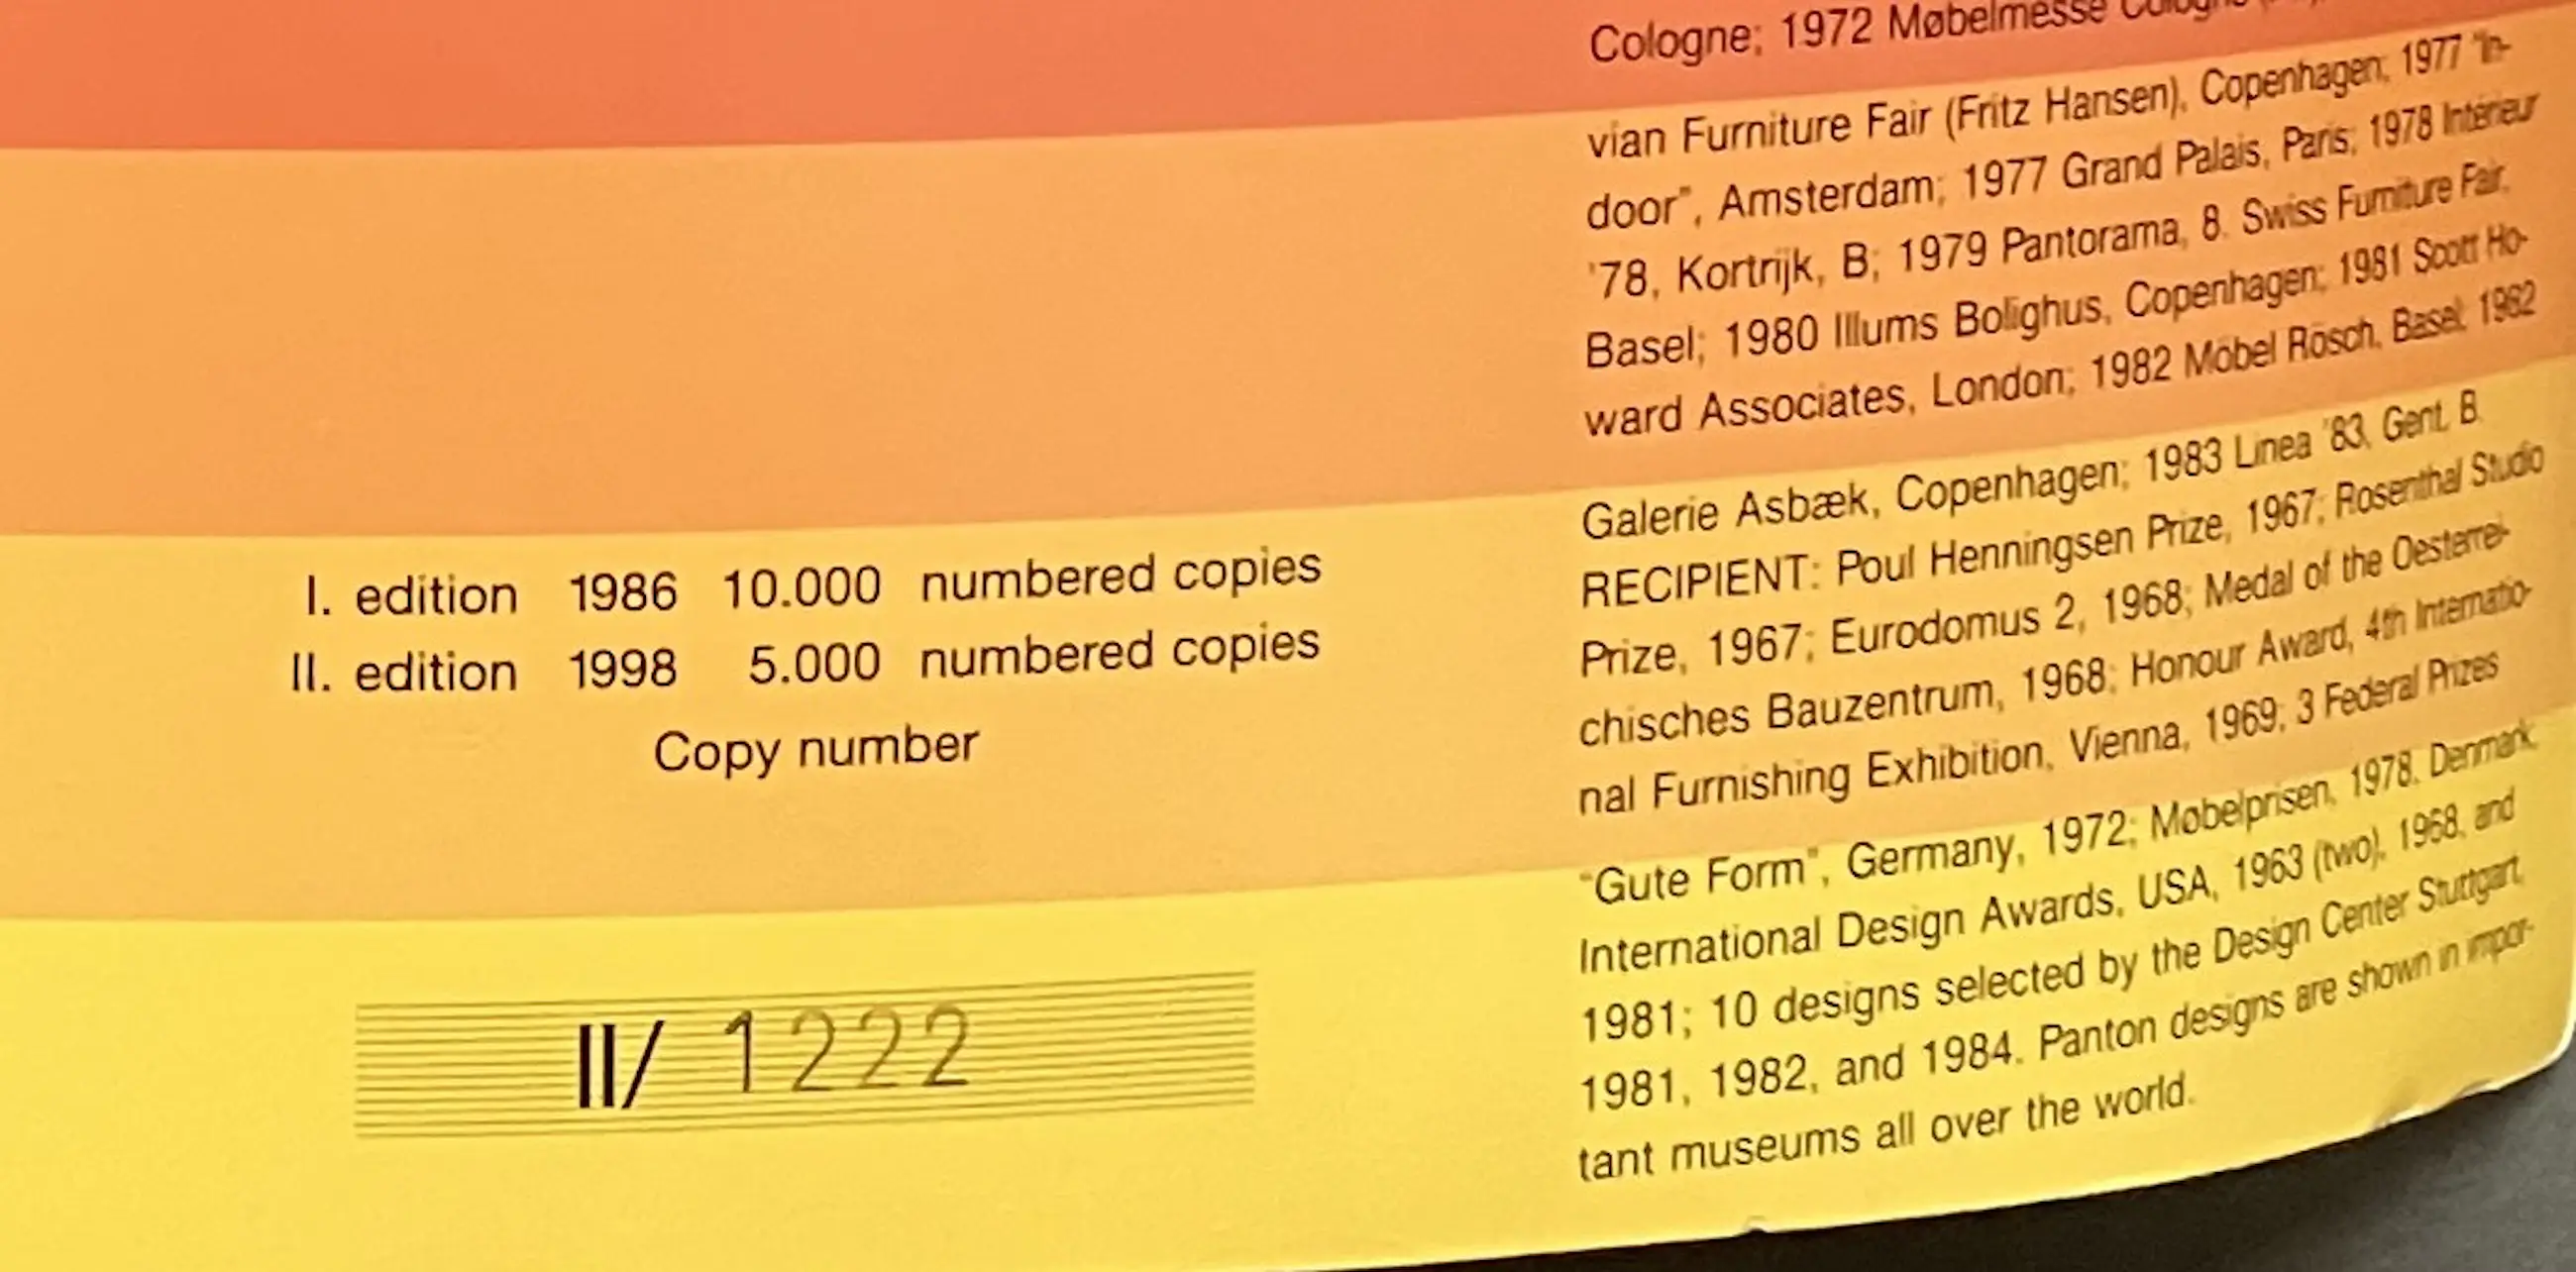 I. edition 1986 10.000 numbered copies
II. edition 1998 5.000 numbered copies
Copy number
II/ 1222
Cologne; 1972 Møbelmesse Cologne
vian Furniture Fair (Fritz Hansen), Copenhagen; 1977 "In-
door", Amsterdam; 1977 Grand Palais, Paris; 1978 Interieur
'78, Kortrijk, B; 1979 Pantorama, 8. Swiss Furniture Fair,
Basel; 1980 Illums Bolighus, Copenhagen; 1981 Scott Ho-
ward Associates, London; 1982 Möbel Rösch, Basel; 1982
Galerie Asbæk, Copenhagen; 1983 Linea '83, Gent, B.
RECIPIENT: Poul Henningsen Prize, 1967; Rosenthal Studio
Prize, 1967; Eurodomus 2, 1968; Medal of the Oesterrei-
chisches Bauzentrum, 1968; Honour Award, 4th Internatio-
nal Furnishing Exhibition, Vienna, 1969; 3 Federal Prizes
"Gute Form", Germany, 1972; Møbelprisen, 1978, Denmark;
International Design Awards, USA, 1963 (two), 1968, and
1981; 10 designs selected by the Design Center Stuttgart,
1981, 1982, and 1984. Panton designs are shown in impor-
tant museums all over the world.